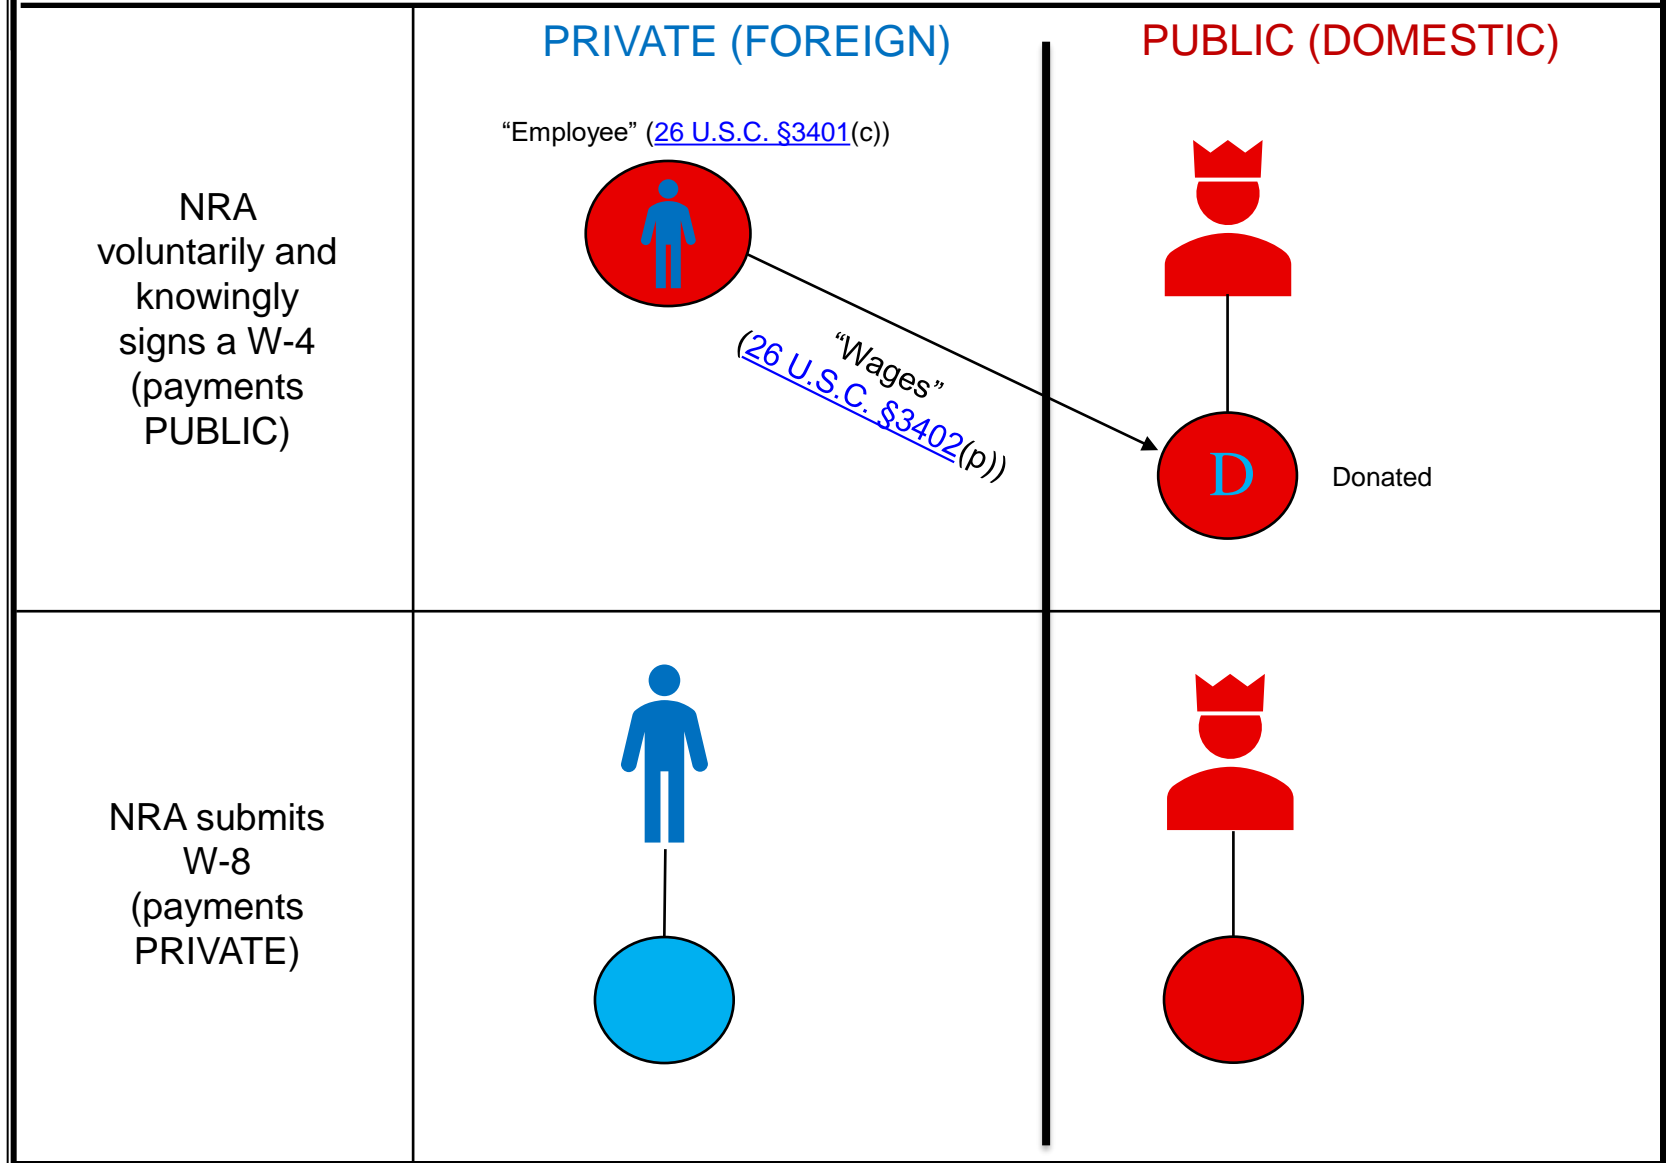 PRIVATE (FOREIGN)
PUBLIC (DOMESTIC)
NRA
voluntarily and
knowingly
signs a W-4
(payments
PUBLIC)
“Employee” (26 U.S.C. §3401(c))
“Wages”
(26 U.S.C. §3402(p))
D
Donated
NRA submits
W-8
(payments
PRIVATE)